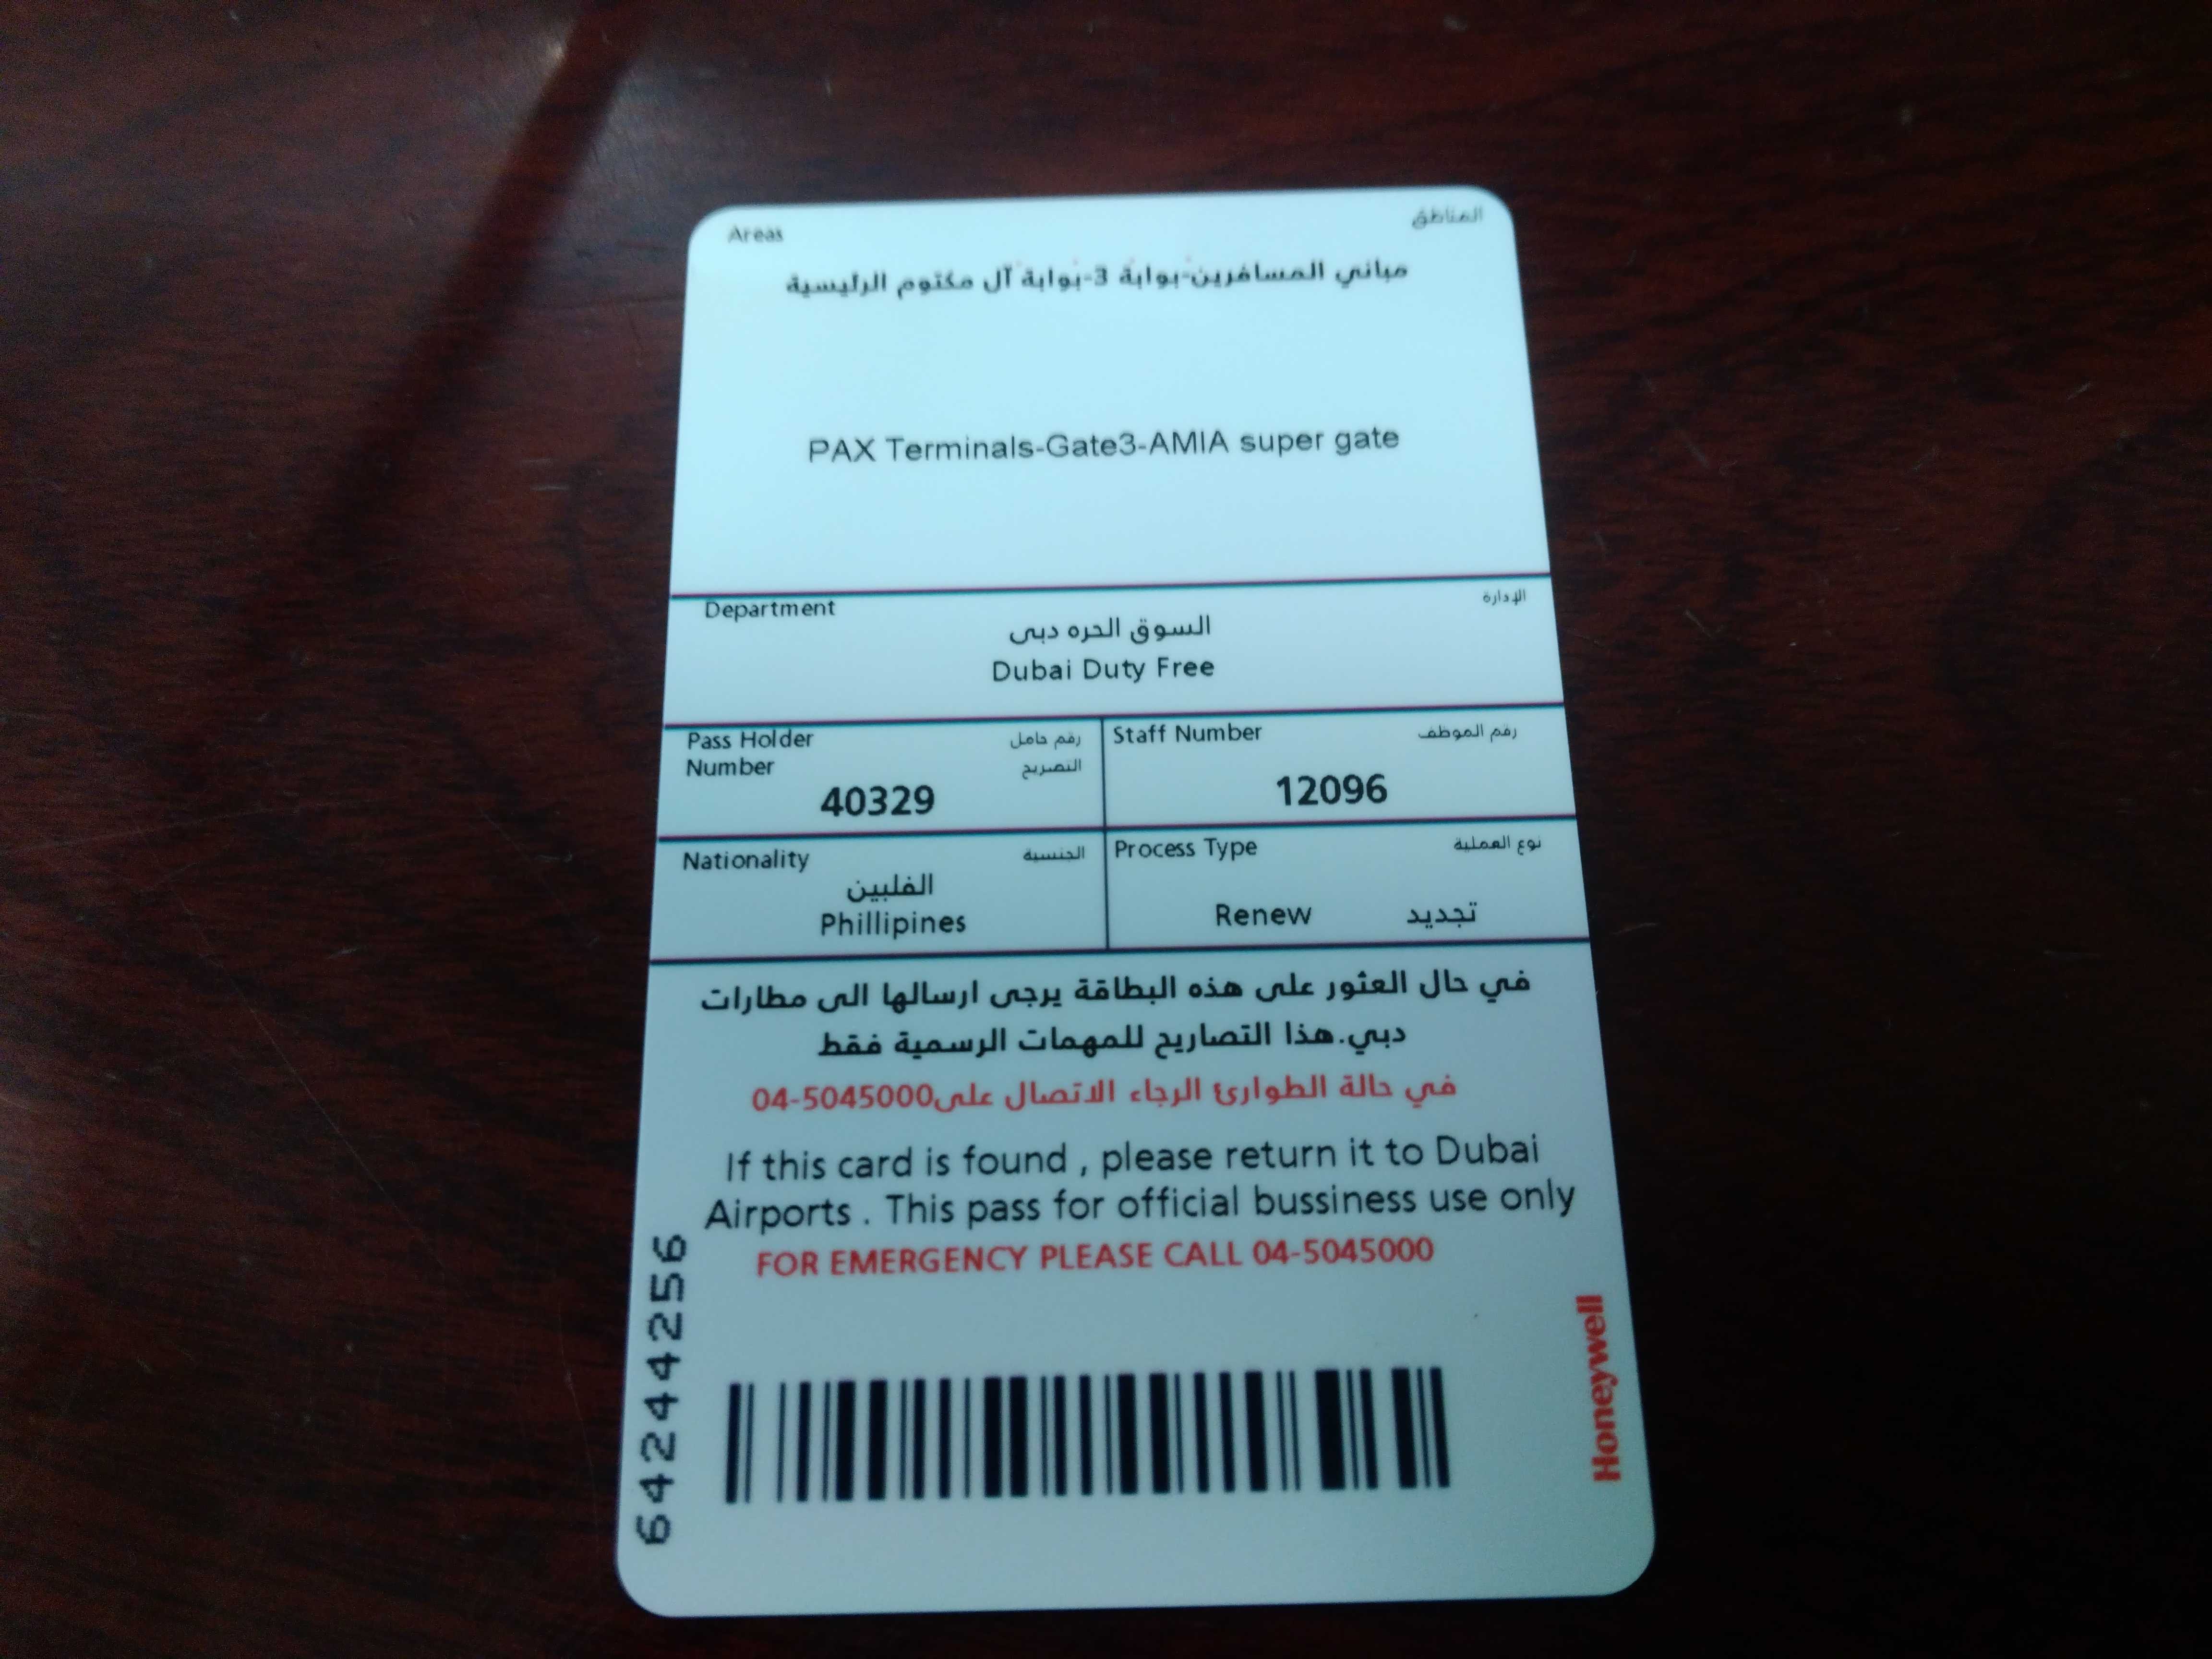 Areas المناطق
مباني المسافرين-بوابة 3-بوابة آل مكتوم الرئيسية
PAX Terminals-Gate3-AMIA super gate
Department الإدارة
السوق الحره دبى
Dubai Duty Free
Pass Holder Number رقم حامل التصريح
40329
Staff Number رقم الموظف
12096
Nationality الجنسية
الفلبين
Phillipines
Process Type نوع العملية
Renew تجديد
في حال العثور على هذه البطاقة يرجى ارسالها الى مطارات
دبي.هذا التصاريح للمهمات الرسمية فقط
في حالة الطوارئ الرجاء الاتصال على04-5045000
If this card is found , please return it to Dubai
Airports . This pass for official bussiness use only
FOR EMERGENCY PLEASE CALL 04-5045000
64244256
Honeywell